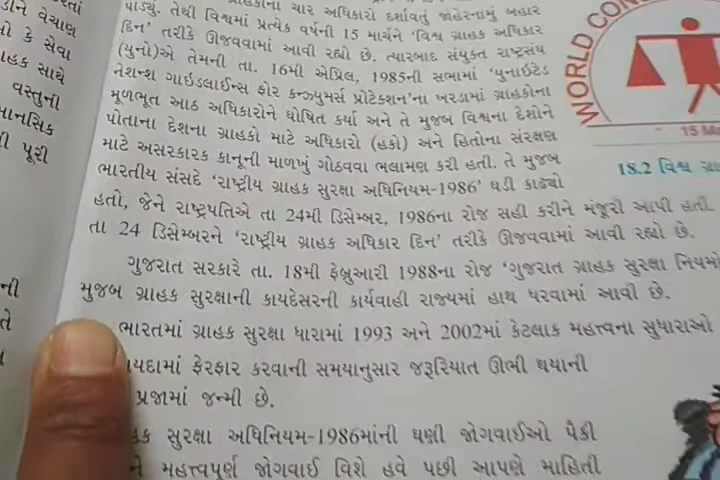 પાડ્યું. તેથી વિશ્વમાં પ્રત્યેક વર્ષની 15 માર્ચને 'વિશ્વ ગ્રાહક અધિકાર
દિન' તરીકે ઊજવવામાં આવી રહ્યો છે. ત્યારબાદ સંયુક્ત રાષ્ટ્રસંઘ
(યુનો)એ તેમની તા. 16મી એપ્રિલ, 1985ની સભામાં 'યુનાઈટેડ
નેશન્શ ગાઇડલાઈન્સ ફોર કન્ઝ્યુમર્સ પ્રોટેક્શન'ના ખરડામાં ગ્રાહકોના
મૂળભૂત આઠ અધિકારોને ઘોષિત કર્યા અને તે મુજબ વિશ્વના દેશોને
પોતાના દેશના ગ્રાહકો માટે અધિકારો (હકો) અને હિતોના સંરક્ષણ
માટે અસરકારક કાનૂની માળખું ગોઠવવા ભલામણ કરી હતી. તે મુજબ
ભારતીય સંસદે 'રાષ્ટ્રીય ગ્રાહક સુરક્ષા અધિનિયમ-1986' ઘડી કાઢ્યો
હતો, જેને રાષ્ટ્રપતિએ તા 24મી ડિસેમ્બર, 1986ના રોજ સહી કરીને મંજૂરી આપી હતી.
તા 24 ડિસેમ્બરને 'રાષ્ટ્રીય ગ્રાહક અધિકાર દિન' તરીકે ઊજવવામાં આવી રહ્યો છે.
ગુજરાત સરકારે તા. 18મી ફેબ્રુઆરી 1988ના રોજ 'ગુજરાત ગ્રાહક સુરક્ષા નિયમો
મુજબ ગ્રાહક સુરક્ષાની કાયદેસરની કાર્યવાહી રાજ્યમાં હાથ ધરવામાં આવી છે.
ભારતમાં ગ્રાહક સુરક્ષા ધારામાં 1993 અને 2002માં કેટલાક મહત્ત્વના સુધારાઓ
ફેરફાર કરવાની સમયાનુસાર જરૂરિયાત ઊભી થયાની
પ્રજામાં જન્મી છે.
સુરક્ષા અધિનિયમ-1986માંની ઘણી જોગવાઈઓ પૈકી
મહત્ત્વપૂર્ણ જોગવાઈ વિશે હવે પછી આપણે માહિતી
WORLD CON
15 M
18.2 વિશ્વ
વેચાણ
કે સેવા
સાથે
વસ્તુની
પૂરી